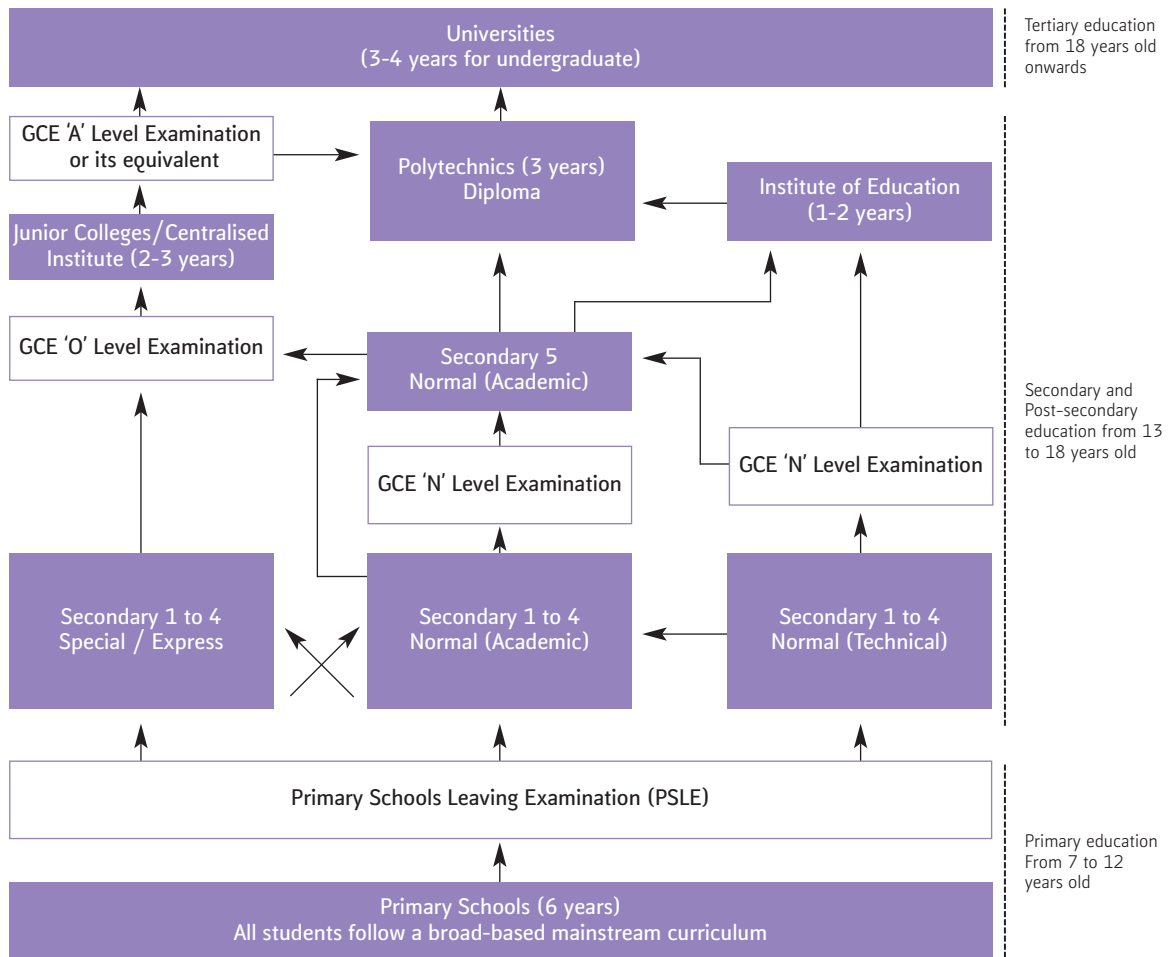 Universities
(3-4 years for undergraduate)
Tertiary education
from 18 years old
onwards
GCE ‘A’ Level Examination
or its equivalent
Polytechnics (3 years)
Diploma
Institute of Education
(1-2 years)
Junior Colleges/Centralised
Institute (2-3 years)
GCE ‘O’ Level Examination
Secondary 5
Normal (Academic)
Secondary and
Post-secondary
education from 13
to 18 years old
GCE ‘N’ Level Examination
GCE ‘N’ Level Examination
Secondary 1 to 4
Special / Express
Secondary 1 to 4
Normal (Academic)
Secondary 1 to 4
Normal (Technical)
Primary Schools Leaving Examination (PSLE)
Primary education
From 7 to 12
years old
Primary Schools (6 years)
All students follow a broad-based mainstream curriculum